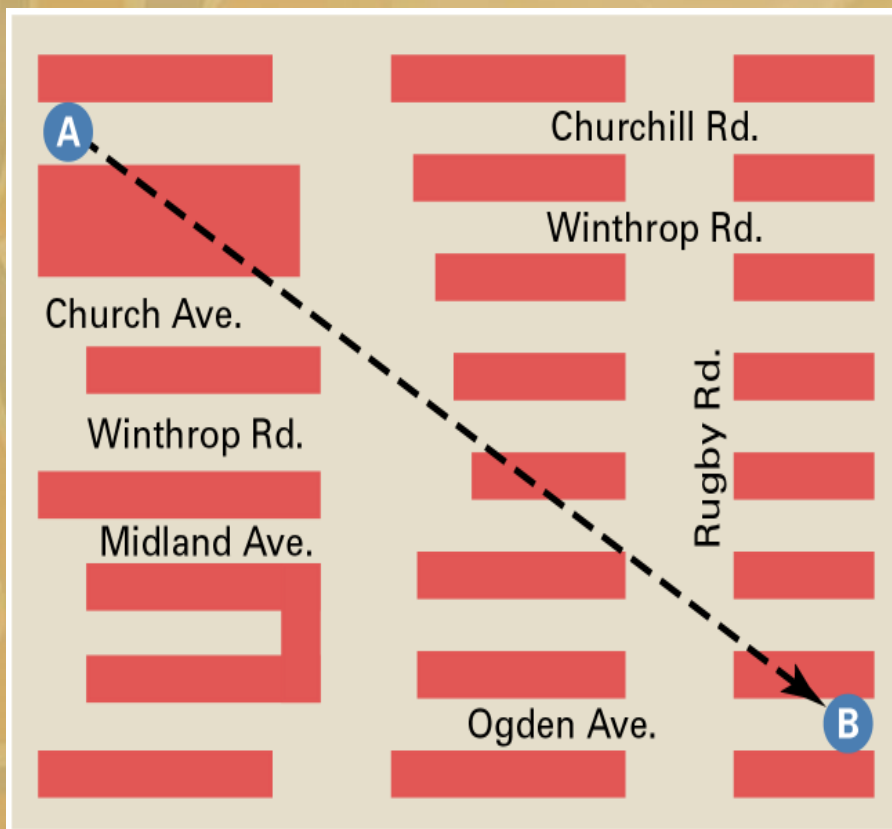 A
Churchill Rd.
Winthrop Rd.
Church Ave.
Rugby Rd.
Winthrop Rd.
Midland Ave.
Ogden Ave.
B